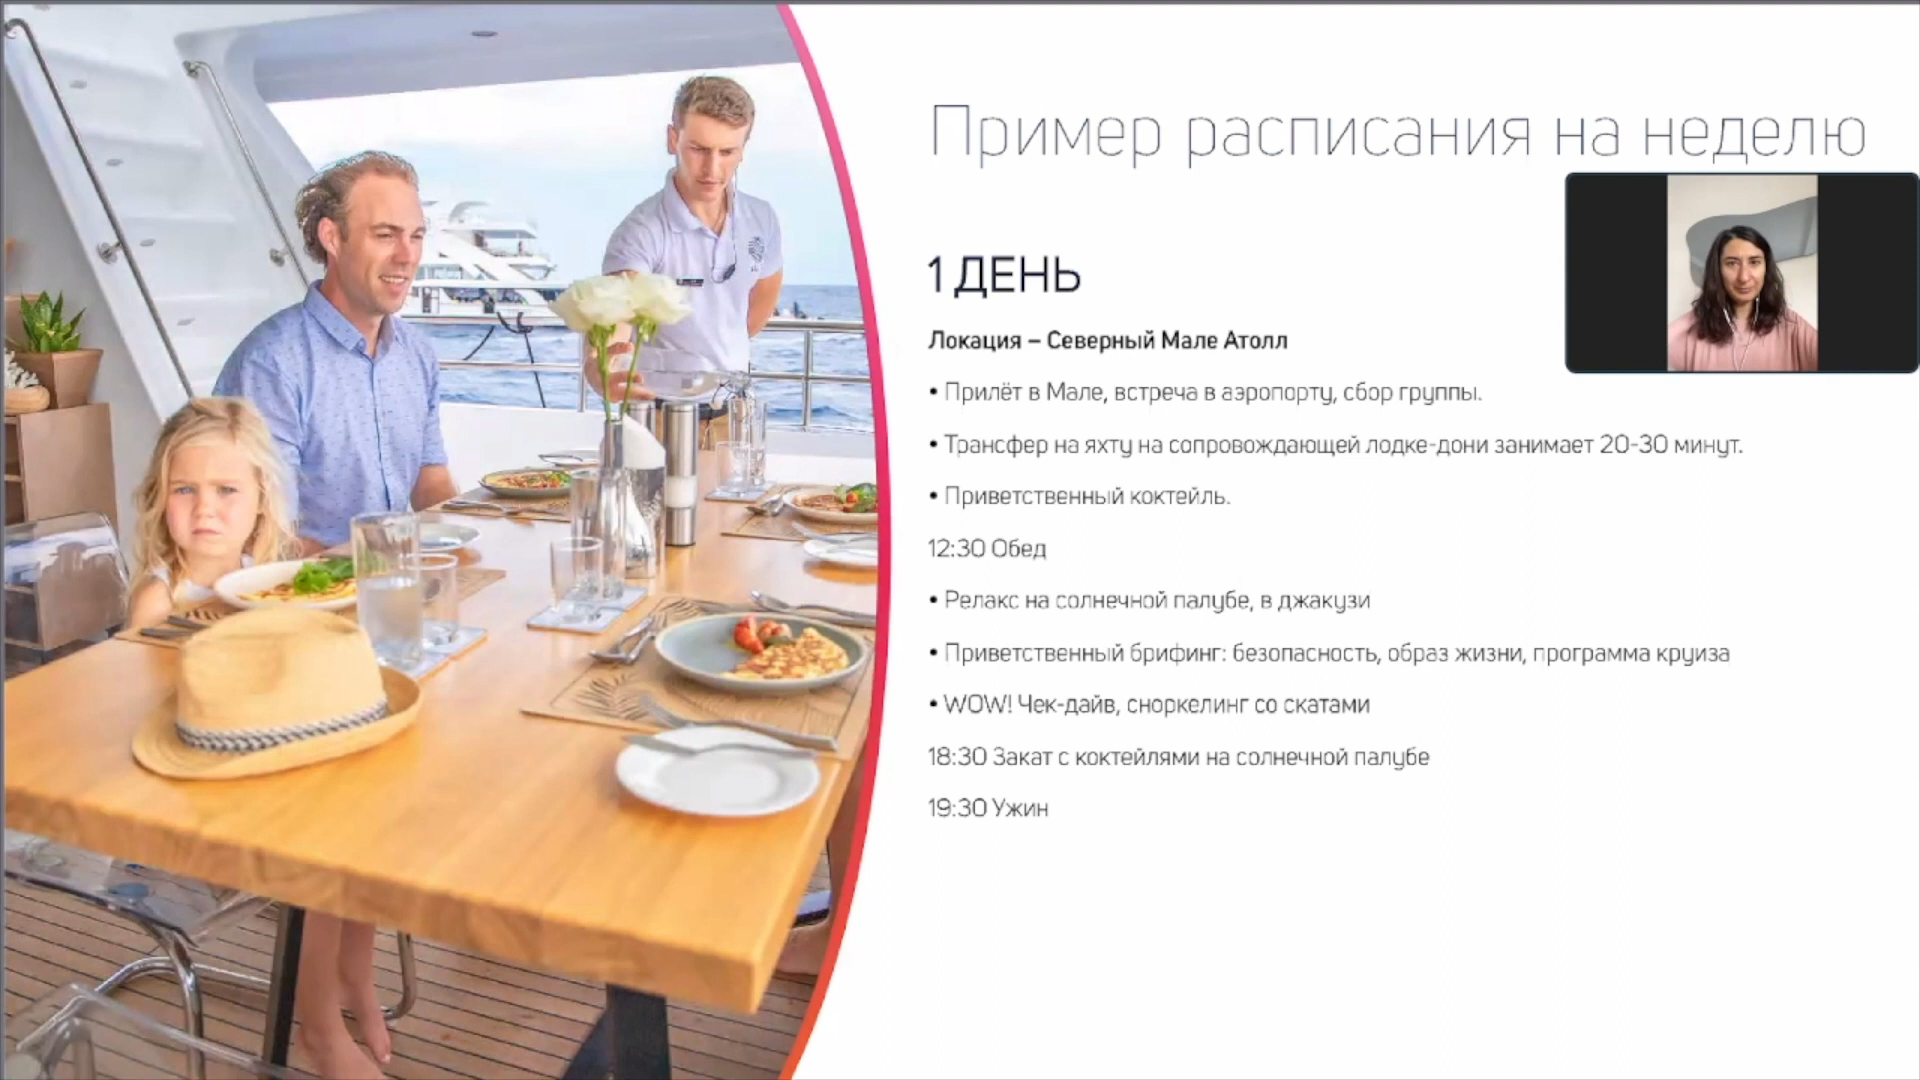 Пример расписания на неделю
1 ДЕНЬ
Локация – Северный Мале Атолл
• Прилёт в Мале, встреча в аэропорту, сбор группы.
• Трансфер на яхту на сопровождающей лодке-дони занимает 20-30 минут.
• Приветственный коктейль.
12:30 Обед
• Релакс на солнечной палубе, в джакузи
• Приветственный брифинг: безопасность, образ жизни, программа круиза
• WOW! Чек-дайв, сноркелинг со скатами
18:30 Закат с коктейлями на солнечной палубе
19:30 Ужин